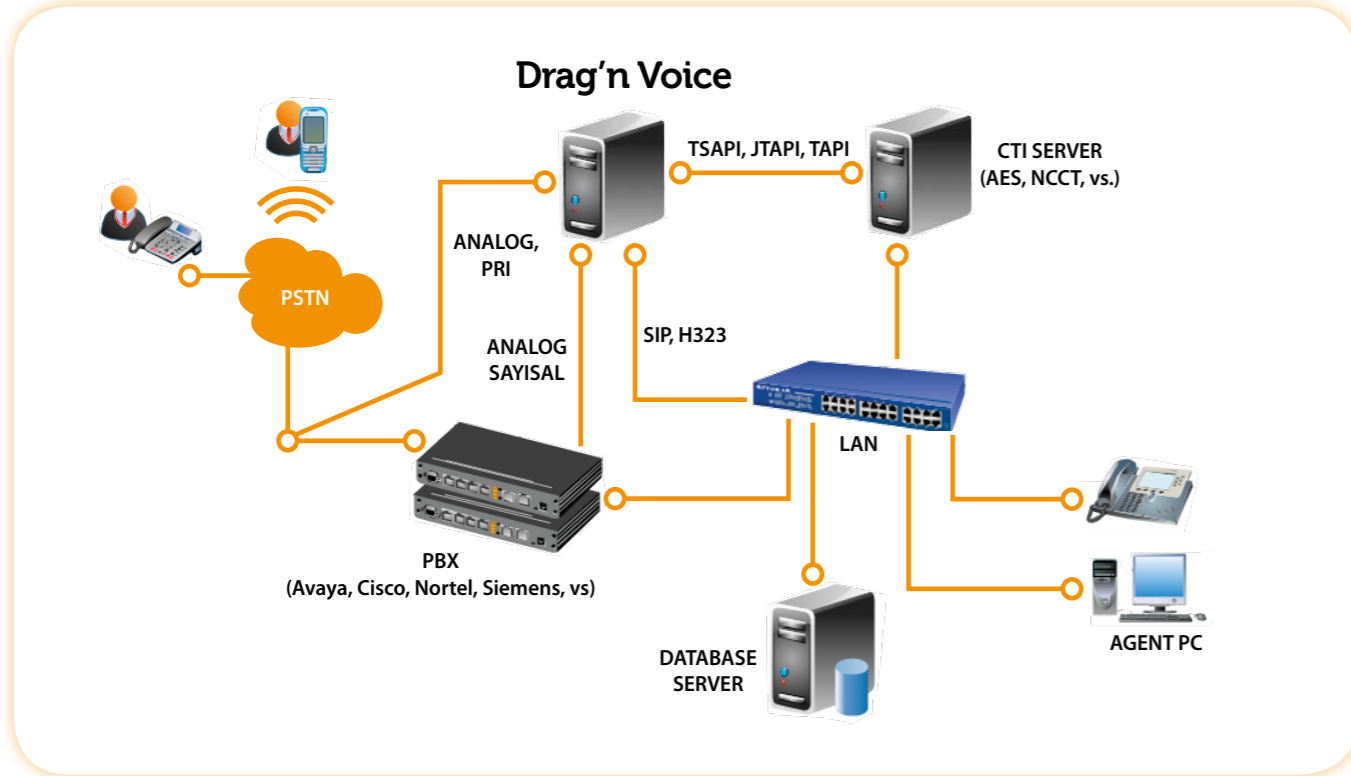 Drag'n Voice
TSAPI, JTAPI, TAPI
CTI SERVER
(AES, NCCT, vs.)
ANALOG,
PRI
PSTN
ANALOG
SAYISAL
SIP, H323
LAN
PBX
(Avaya, Cisco, Nortel, Siemens, vs)
DATABASE
SERVER
AGENT PC